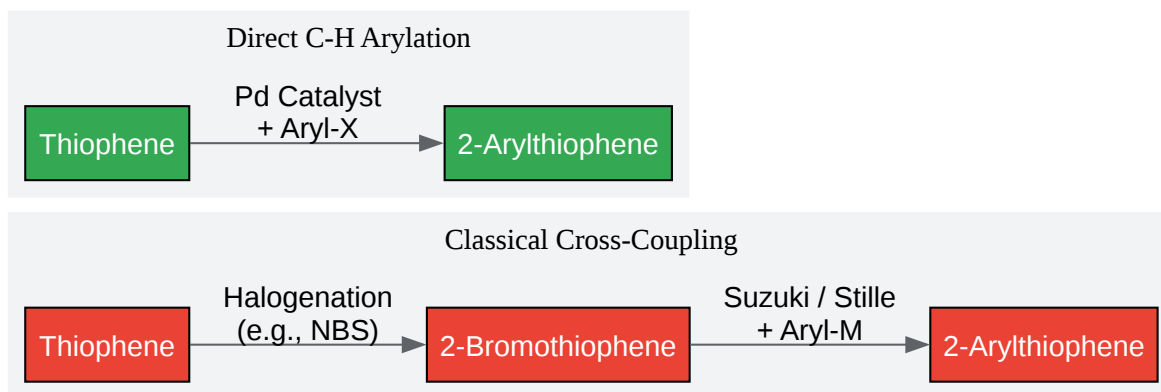 Direct C-H Arylation
Pd Catalyst
+ Aryl-X
Thiophene
2-Arylthiophene
Classical Cross-Coupling
Halogenation
(e.g., NBS)
Suzuki / Stille
+ Aryl-M
Thiophene
2-Bromothiophene
2-Arylthiophene